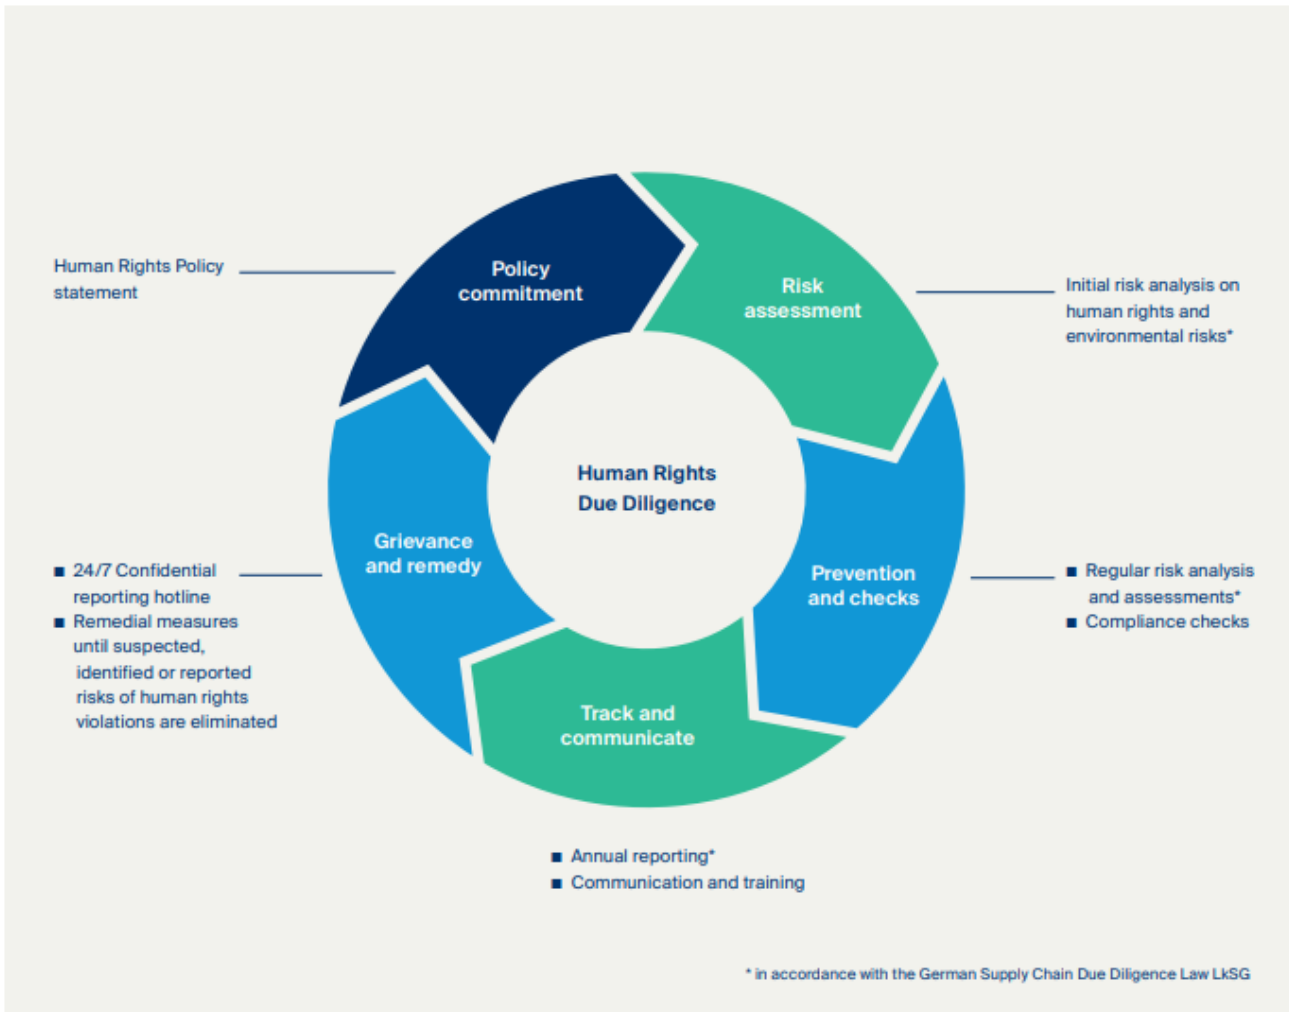 Human Rights Policy
statement
Policy
commitment
Risk
assessment
Initial risk analysis on
human rights and
environmental risks*
Human Rights
Due Diligence
Grievance
and remedy
■ 24/7 Confidential
reporting hotline
■ Remedial measures
until suspected,
identified or reported
risks of human rights
violations are eliminated
Prevention
and checks
■ Regular risk analysis
and assessments*
■ Compliance checks
Track and
communicate
■ Annual reporting*
■ Communication and training
* in accordance with the German Supply Chain Due Diligence Law LkSG